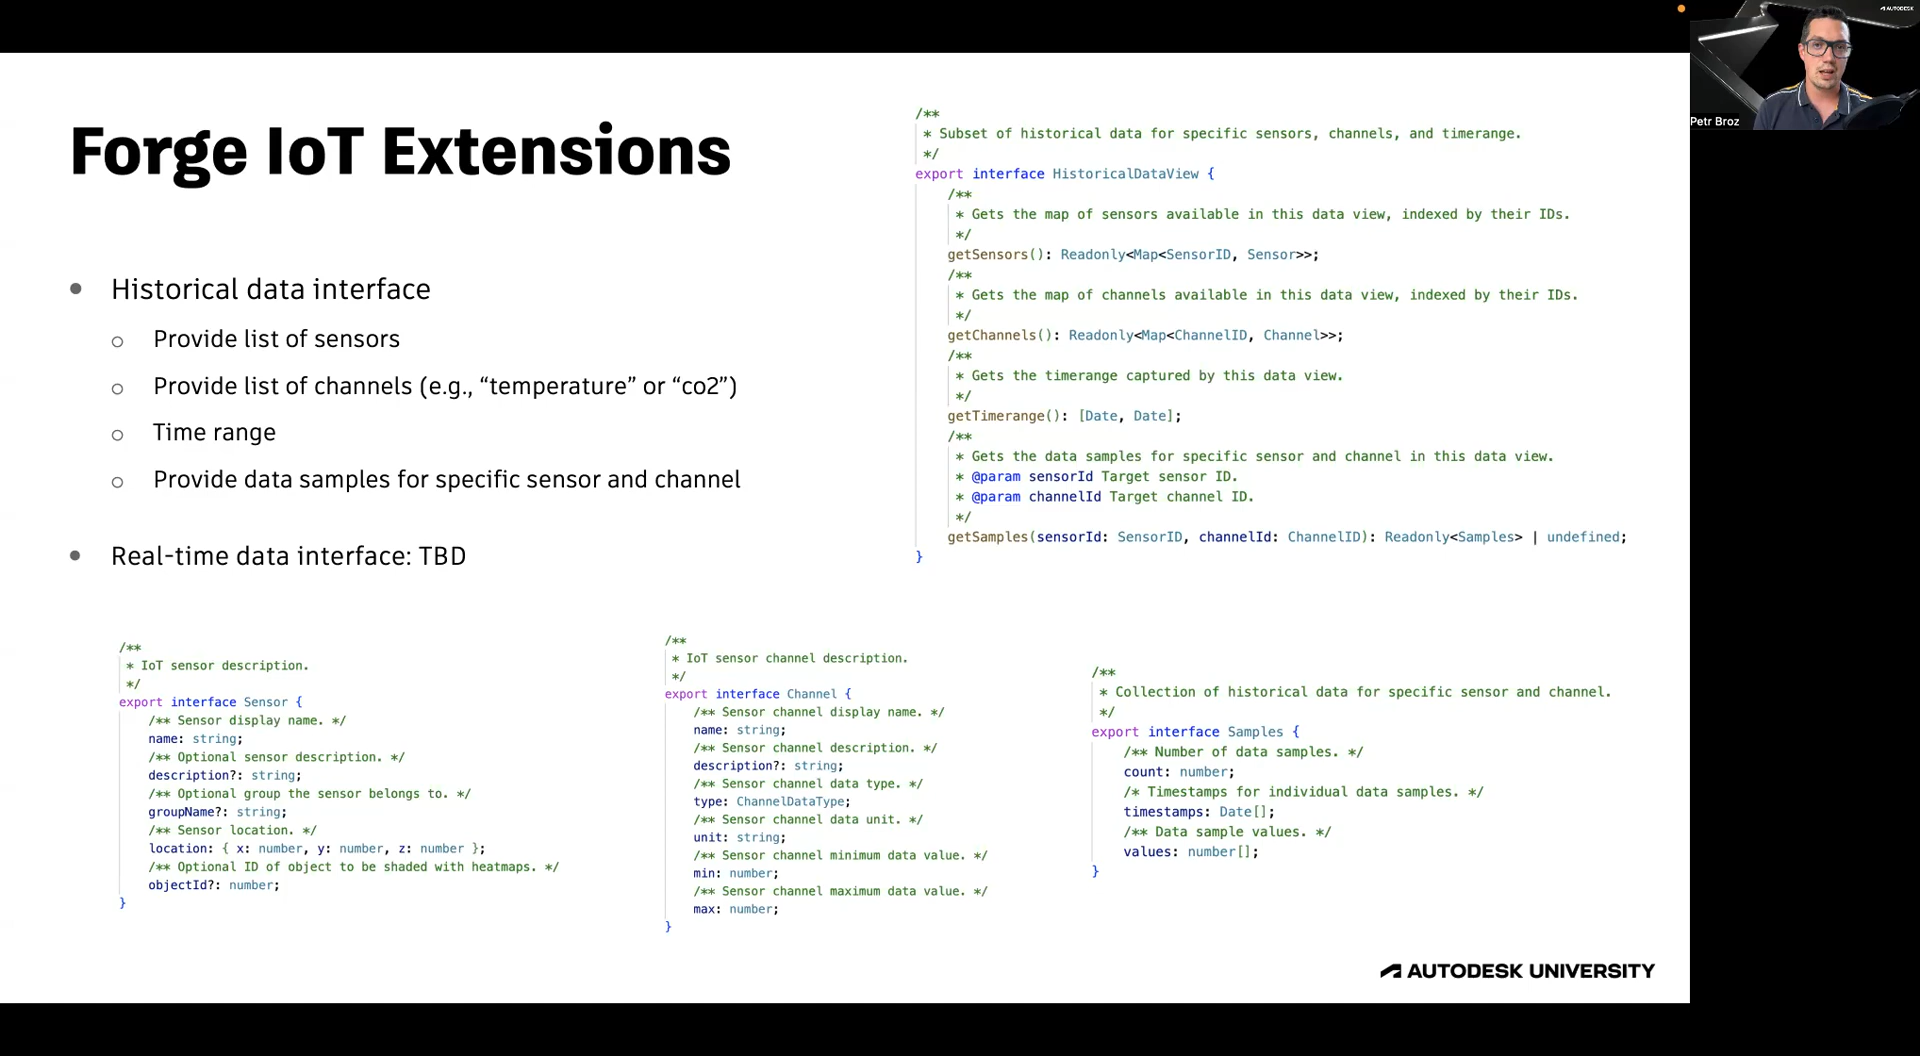 Forge IoT Extensions
• Historical data interface
o Provide list of sensors
o Provide list of channels (e.g., “temperature” or “co2”)
o Time range
o Provide data samples for specific sensor and channel
• Real-time data interface: TBD
/**
* Subset of historical data for specific sensors, channels, and timerange.
*/
export interface HistoricalDataView {
/**
* Gets the map of sensors available in this data view, indexed by their IDs.
*/
getSensors(): Readonly<Map<SensorID, Sensor>>;
/**
* Gets the map of channels available in this data view, indexed by their IDs.
*/
getChannels(): Readonly<Map<ChannelID, Channel>>;
/**
* Gets the timerange captured by this data view.
*/
getTimerange(): [Date, Date];
/**
* Gets the data samples for specific sensor and channel in this data view.
* @param sensorId Target sensor ID.
* @param channelId Target channel ID.
*/
getSamples(sensorId: SensorID, channelId: ChannelID): Readonly<Samples> | undefined;
}
/**
* IoT sensor description.
*/
export interface Sensor {
/** Sensor display name. */
name: string;
/** Optional sensor description. */
description?: string;
/** Optional group the sensor belongs to. */
groupName?: string;
/** Sensor location. */
location: { x: number, y: number, z: number };
/** Optional ID of object to be shaded with heatmaps. */
objectId?: number;
}
/**
* IoT sensor channel description.
*/
export interface Channel {
/** Sensor channel display name. */
name: string;
/** Sensor channel description. */
description?: string;
/** Sensor channel data type. */
type: ChannelDataType;
/** Sensor channel data unit. */
unit: string;
/** Sensor channel minimum data value. */
min: number;
/** Sensor channel maximum data value. */
max: number;
}
/**
* Collection of historical data for specific sensor and channel.
*/
export interface Samples {
/** Number of data samples. */
count: number;
/* Timestamps for individual data samples. */
timestamps: Date[];
/** Data sample values. */
values: number[];
}
AUTODESK UNIVERSITY
AUTODESK
Petr Broz